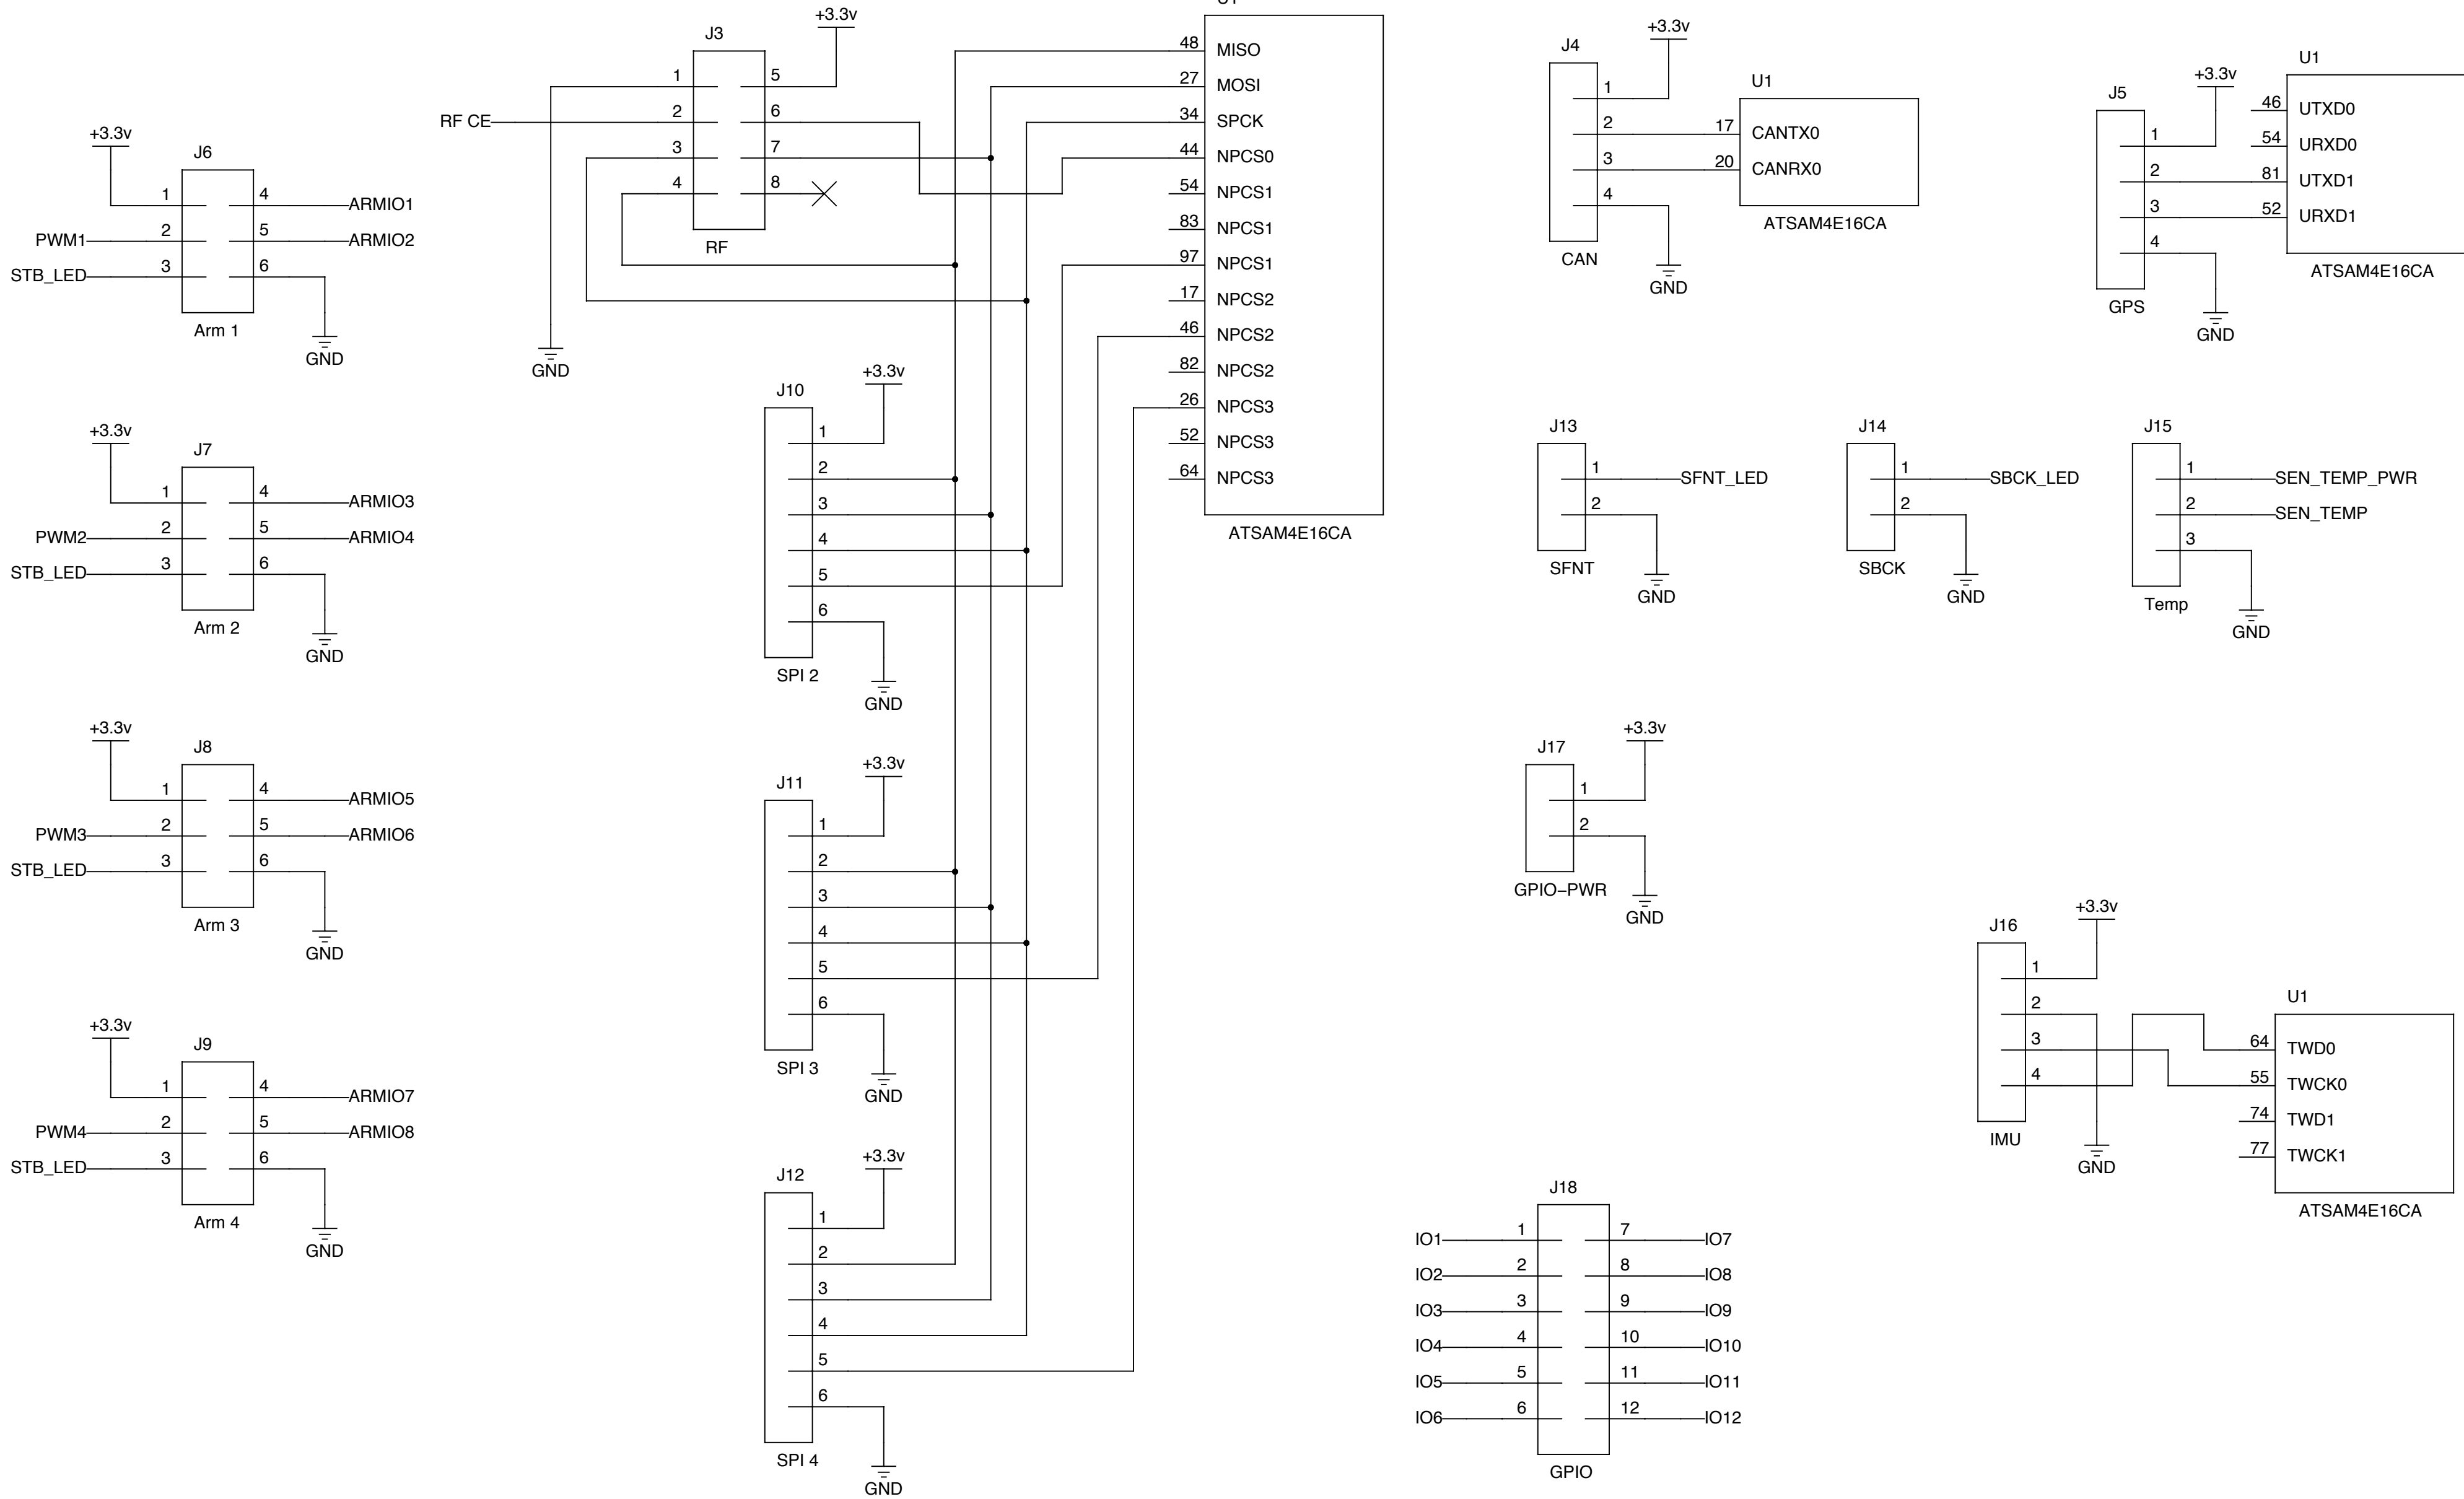 +3.3v
J6
1
4
ARMIO1
PWM1
2
5
ARMIO2
STB_LED
3
6
Arm 1
GND
+3.3v
J7
1
4
ARMIO3
PWM2
2
5
ARMIO4
STB_LED
3
6
Arm 2
GND
+3.3v
J8
1
4
ARMIO5
PWM3
2
5
ARMIO6
STB_LED
3
6
Arm 3
GND
+3.3v
J9
1
4
ARMIO7
PWM4
2
5
ARMIO8
STB_LED
3
6
Arm 4
GND
+3.3v
J3
1
5
RF CE
2
6
3
7
4
8
RF
GND
+3.3v
J10
1
2
3
4
5
6
SPI 2
GND
+3.3v
J11
1
2
3
4
5
6
SPI 3
GND
+3.3v
J12
1
2
3
4
5
6
SPI 4
GND
48 MISO
27 MOSI
34 SPCK
44 NPCS0
54 NPCS1
83 NPCS1
97 NPCS1
17 NPCS2
46 NPCS2
82 NPCS2
26 NPCS3
52 NPCS3
64 NPCS3
ATSAM4E16CA
+3.3v
J4
1
2
3
4
CAN
GND
U1
17 CANTX0
20 CANRX0
ATSAM4E16CA
+3.3v
J5
1
2
3
4
GPS
GND
U1
46 UTXD0
54 URXD0
81 UTXD1
52 URXD1
ATSAM4E16CA
J13
1
SFNT_LED
2
SFNT
GND
J14
1
SBCK_LED
2
SBCK
GND
J15
1
SEN_TEMP_PWR
2
SEN_TEMP
3
Temp
GND
+3.3v
J17
1
2
GPIO−PWR
GND
+3.3v
J16
1
2
3
4
IMU
GND
U1
64 TWD0
55 TWCK0
74 TWD1
77 TWCK1
ATSAM4E16CA
J18
IO1 1 7 IO7
IO2 2 8 IO8
IO3 3 9 IO9
IO4 4 10 IO10
IO5 5 11 IO11
IO6 6 12 IO12
GPIO